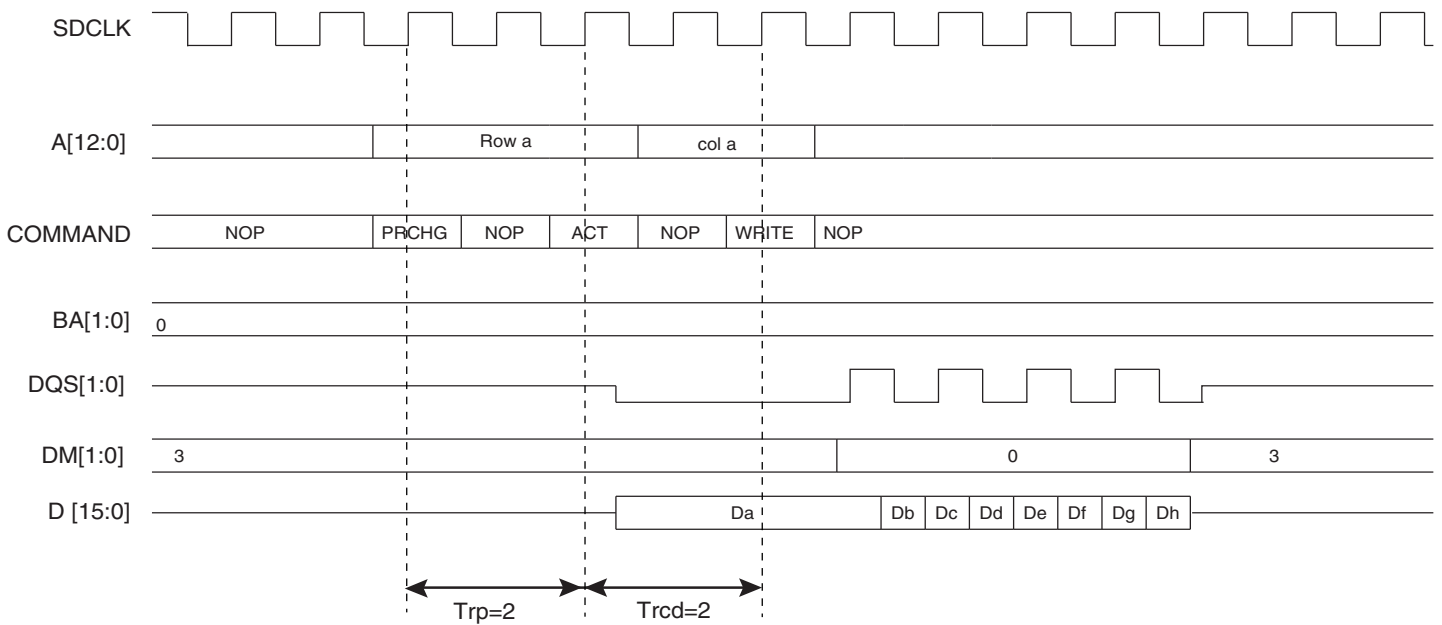 SDCLK
A[12:0] Row a col a
COMMAND NOP PRCHG NOP ACT NOP WRITE NOP
BA[1:0] 0
DQS[1:0]
DM[1:0] 3 0 3
D [15:0] Da Db Dc Dd De Df Dg Dh
Trp=2 Trcd=2